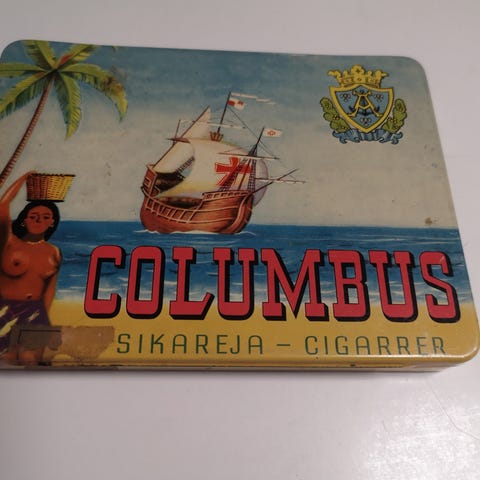 COLUMBUS
SIKAREJA – CIGARRER